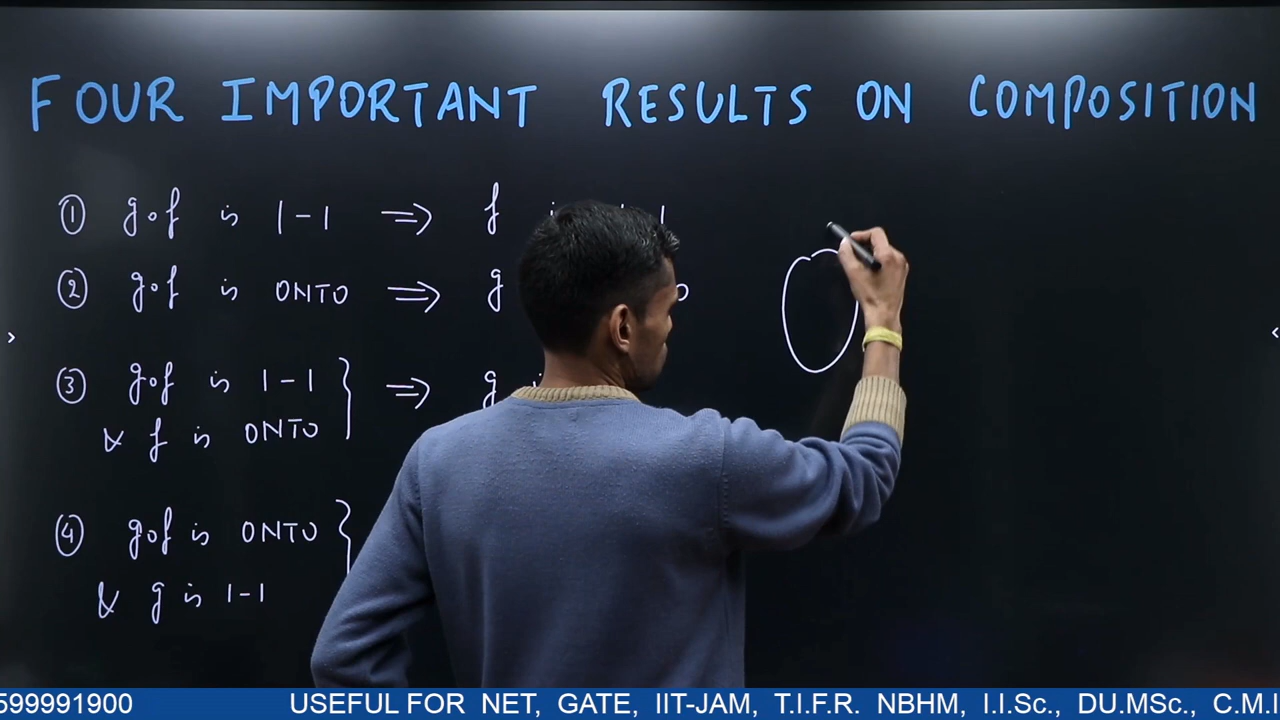 FOUR IMPORTANT RESULTS ON COMPOSITION
① gof is 1-1 ⇒ f
② gof is ONTO ⇒ g
③ gof is 1-1 } ⇒ g
& f is ONTO
④ gof is ONTO }
& g is 1-1
599991900 USEFUL FOR NET, GATE, IIT-JAM, T.I.F.R. NBHM, I.I.Sc., DU.MSc., C.M.I